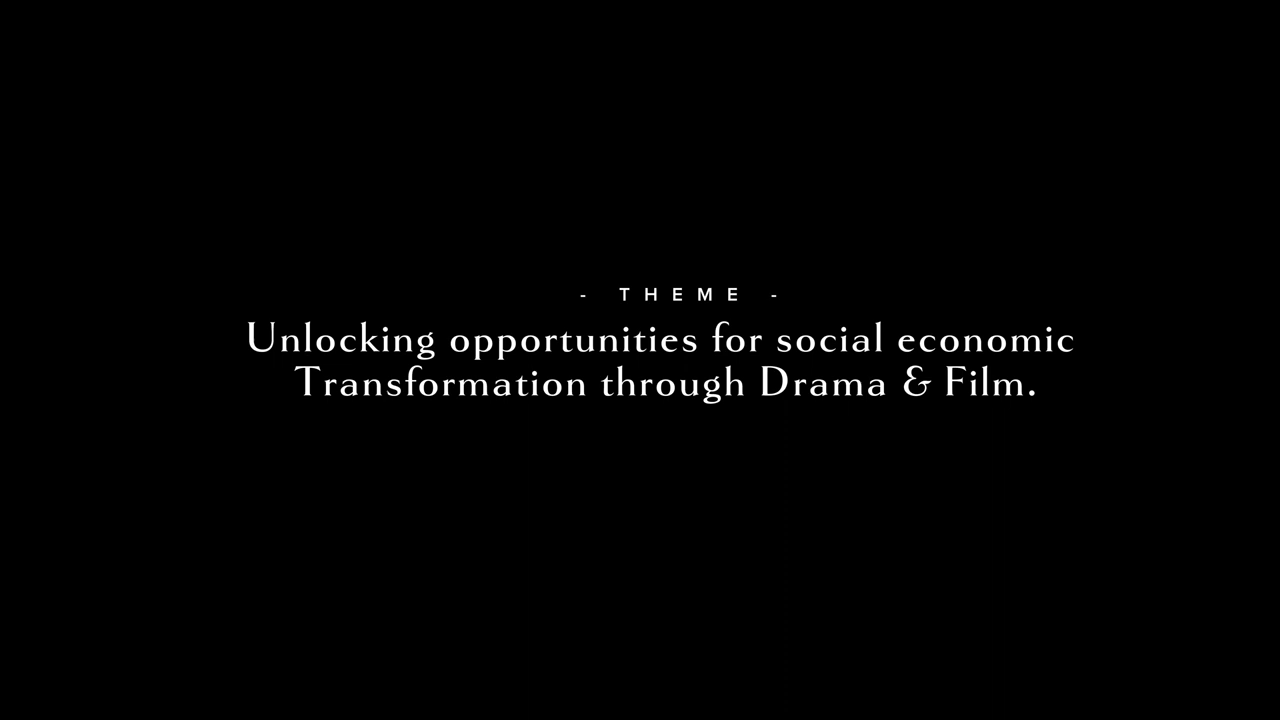 - THEME -
Unlocking opportunities for social economic
Transformation through Drama & Film.